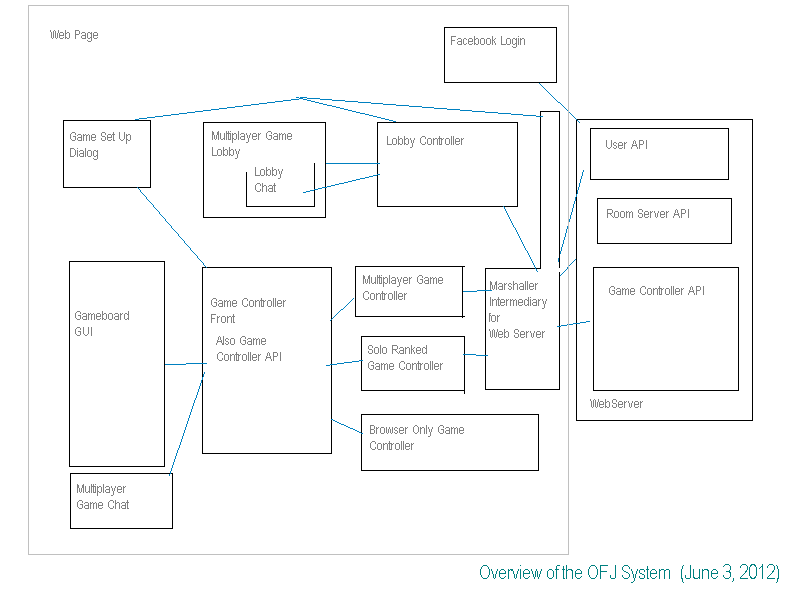 Web Page
Facebook Login
Game Set Up
Dialog
Multiplayer Game
Lobby
Lobby
Chat
Lobby Controller
User API
Room Server API
Game Controller API
WebServer
Gameboard
GUI
Game Controller
Front
Also Game
Controller API
Multiplayer Game
Controller
Solo Ranked
Game Controller
Browser Only Game
Controller
Marshaller
Intermediary
for
Web Server
Multiplayer
Game Chat
Overview of the OFJ System (June 3, 2012)